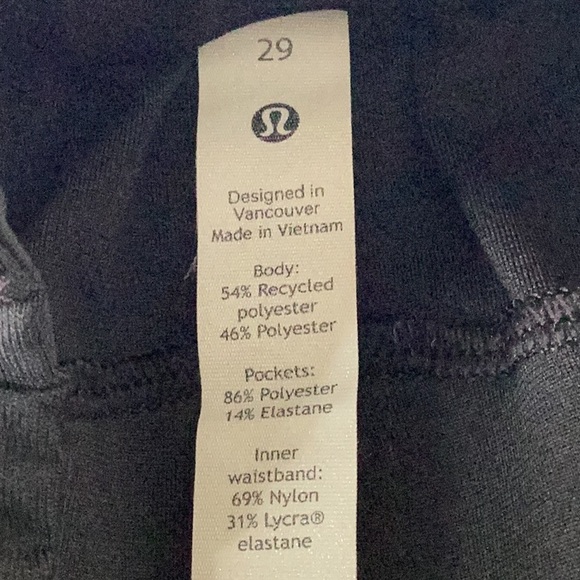 29
Designed in
Vancouver
Made in Vietnam
Body:
54% Recycled
polyester
46% Polyester
Pockets:
86% Polyester
14% Elastane
Inner
waistband:
69% Nylon
31% Lycra®
elastane